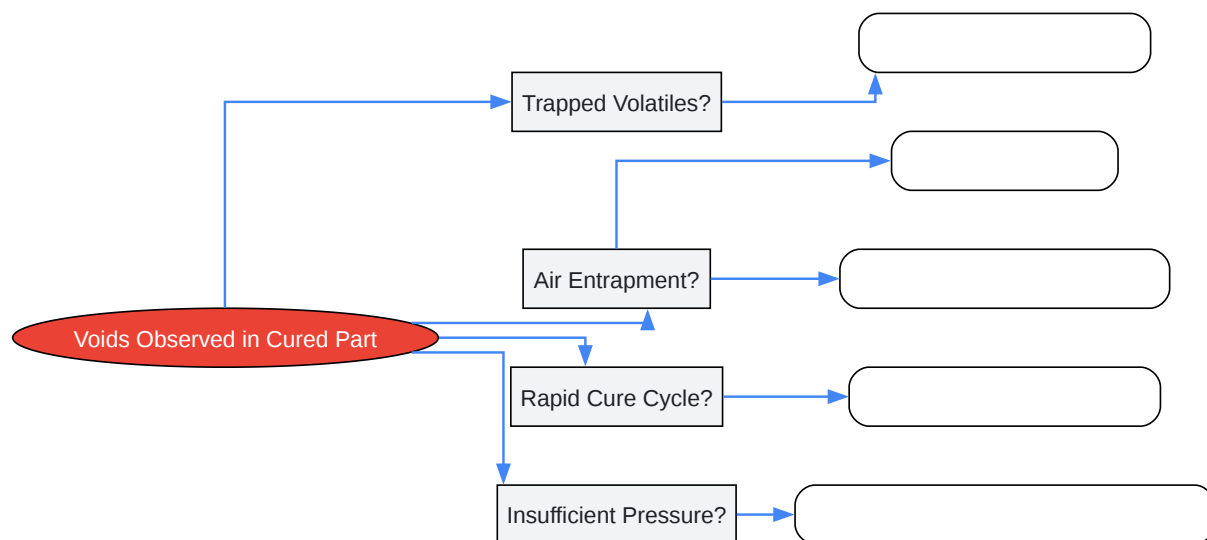 Trapped Volatiles?
Air Entrapment?
Voids Observed in Cured Part
Rapid Cure Cycle?
Insufficient Pressure?